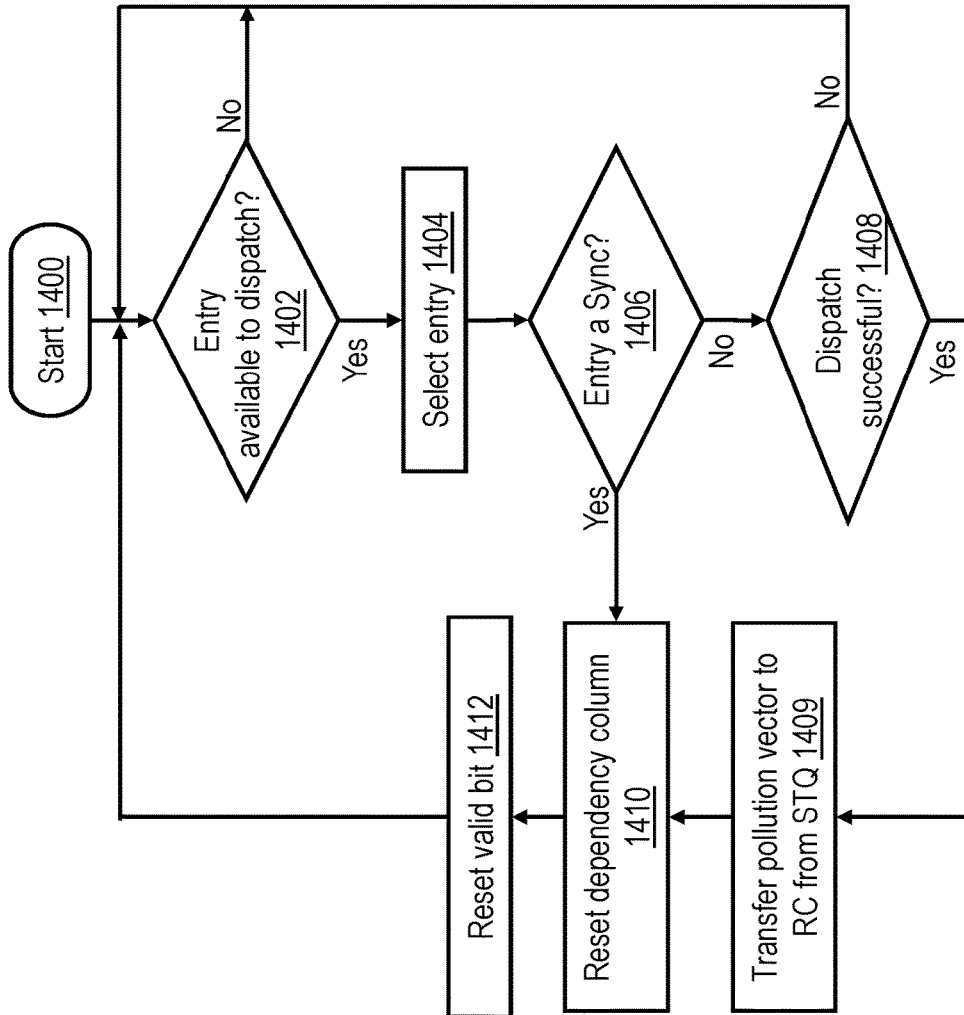 Start 1400
Entry
available to dispatch?
1402
No
Yes
Select entry 1404
Entry a Sync?
1406
Yes
No
Dispatch
successful? 1408
No
Yes
Transfer pollution vector to
RC from STQ 1409
Reset dependency column
1410
Reset valid bit 1412